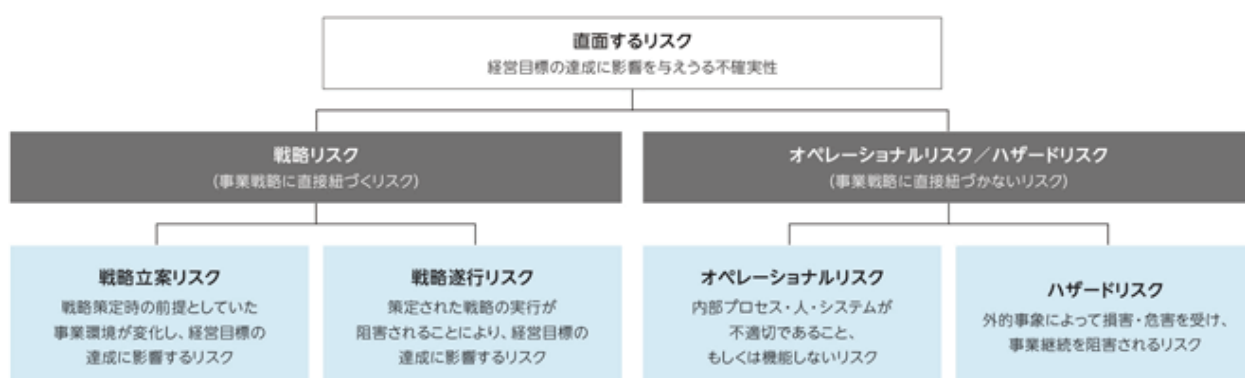 直面するリスク
経営目標の達成に影響を与えうる不確実性
戦略リスク
(事業戦略に直接紐づくリスク)
オペレーショナルリスク／ハザードリスク
(事業戦略に直接紐づかないリスク)
戦略立案リスク
戦略策定時の前提としていた
事業環境が変化し、経営目標の
達成に影響するリスク
戦略遂行リスク
策定された戦略の実行が
阻害されることにより、経営目標の
達成に影響するリスク
オペレーショナルリスク
内部プロセス・人・システムが
不適切であること、
もしくは機能しないリスク
ハザードリスク
外的事象によって損害・危害を受け、
事業継続を阻害されるリスク